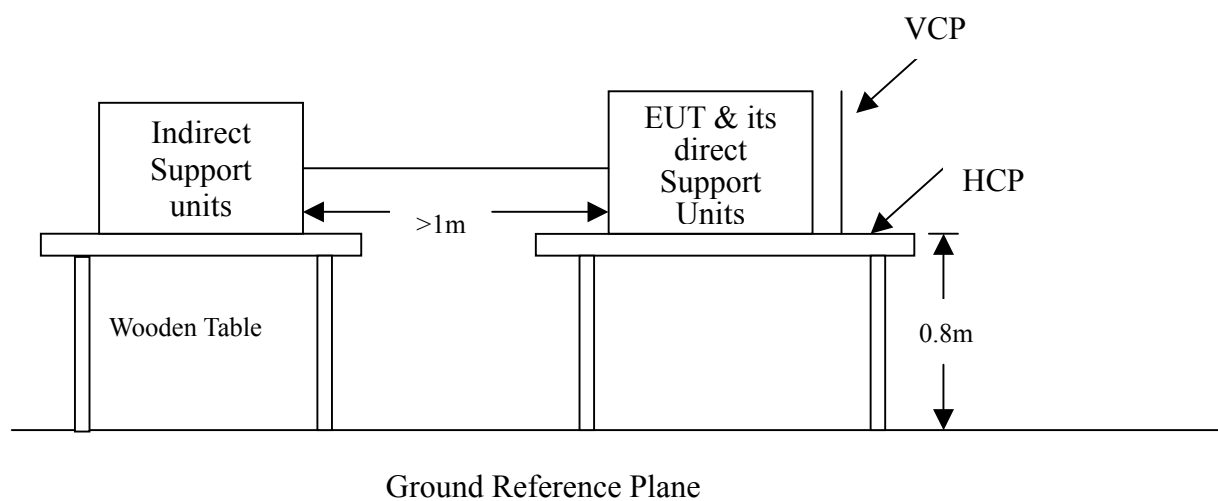 VCP
Indirect
Support
units
EUT & its
direct
Support
Units
HCP
>1m
Wooden Table
0.8m
Ground Reference Plane